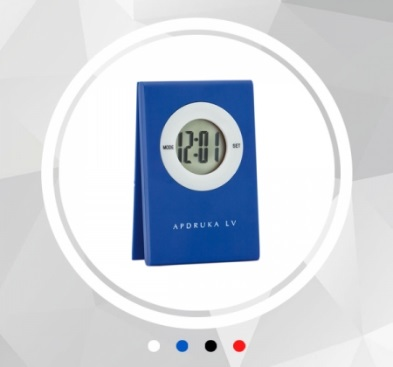 MODE 12:01 SET
APDRUKA LV